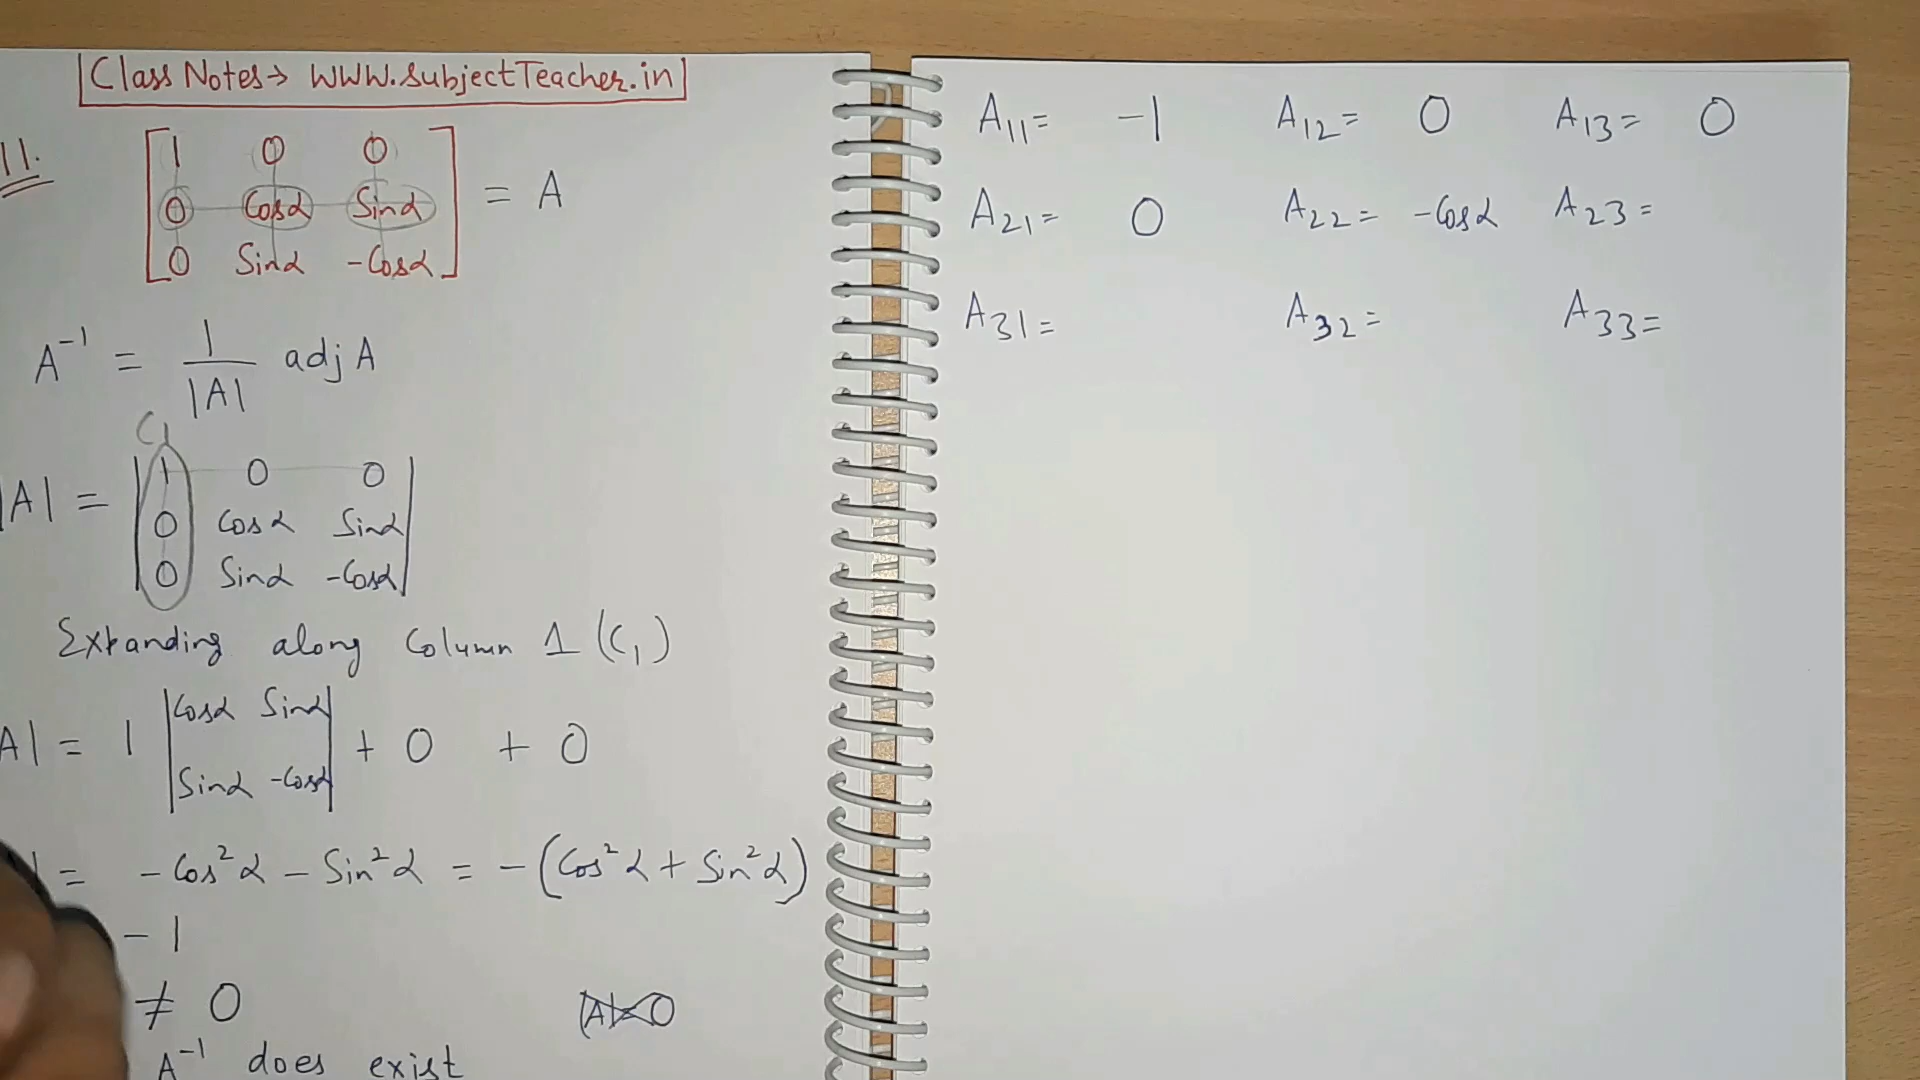 Class Notes→ WWW.SubjectTeacher.in
11.
[1 0 0
0 Cosα Sinα
0 Sinα -Cosα] = A
A⁻¹ = 1/|A| adj A
C₁
|A| = |1 0 0
0 Cosα Sinα
0 Sinα -Cosα|
Expanding along Column 1 (C₁)
A| = 1 |Cosα Sinα
Sinα -Cosα| + 0 + 0
| = -Cos²α - Sin²α = -(Cos²α + Sin²α)
-1
≠ 0
A⁻¹ does exist
A₁₁= -1 A₁₂= 0 A₁₃= 0
A₂₁= 0 A₂₂= -Cosα A₂₃=
A₃₁= A₃₂= A₃₃=